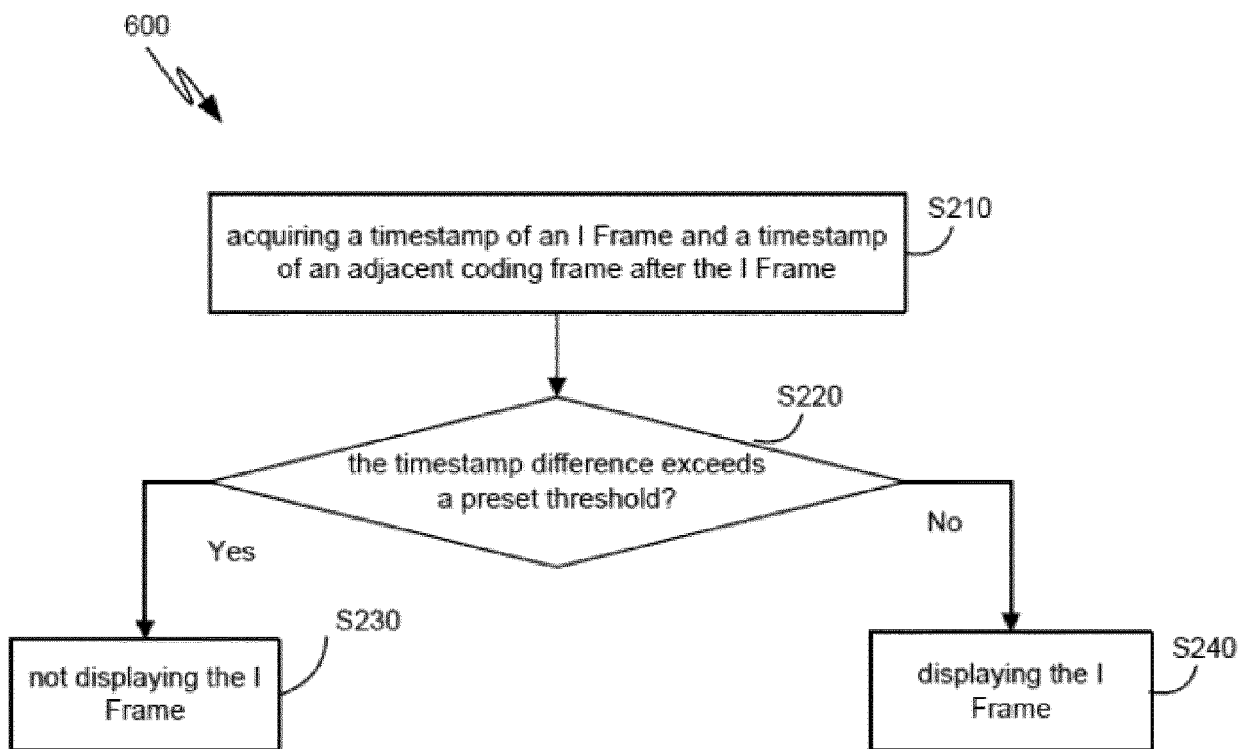 600
S210
acquiring a timestamp of an I Frame and a timestamp
of an adjacent coding frame after the I Frame
S220
the timestamp difference exceeds
a preset threshold?
Yes
No
S230
not displaying the I
Frame
S240
displaying the I
Frame